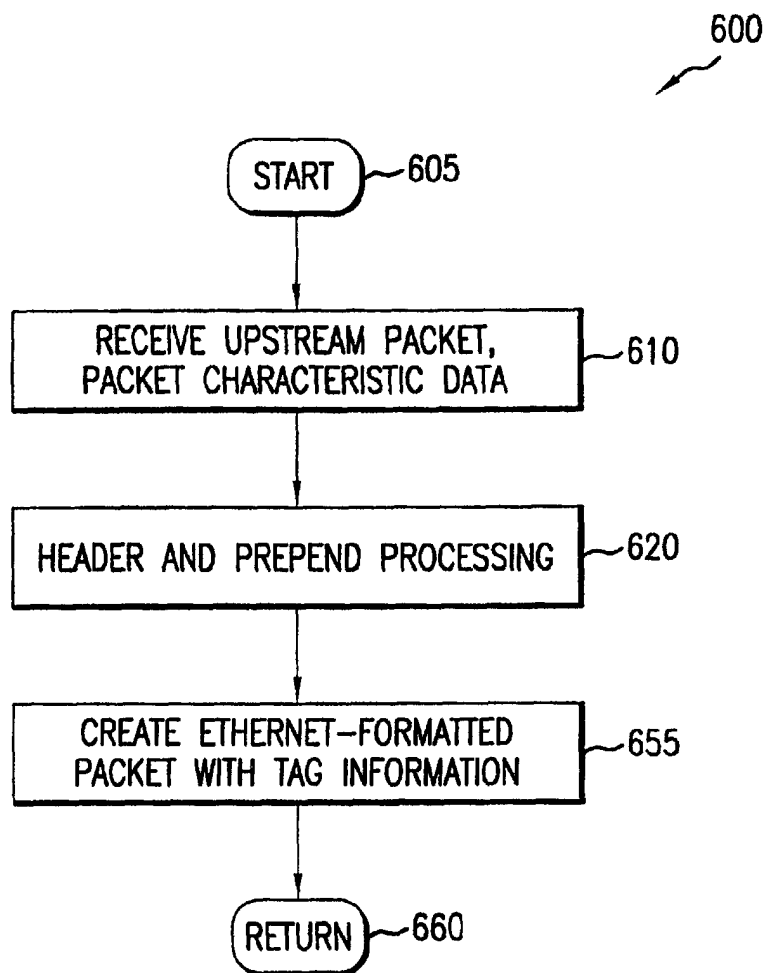 600
START
605
RECEIVE UPSTREAM PACKET,
PACKET CHARACTERISTIC DATA
610
HEADER AND PREPEND PROCESSING
620
CREATE ETHERNET-FORMATTED
PACKET WITH TAG INFORMATION
655
RETURN
660